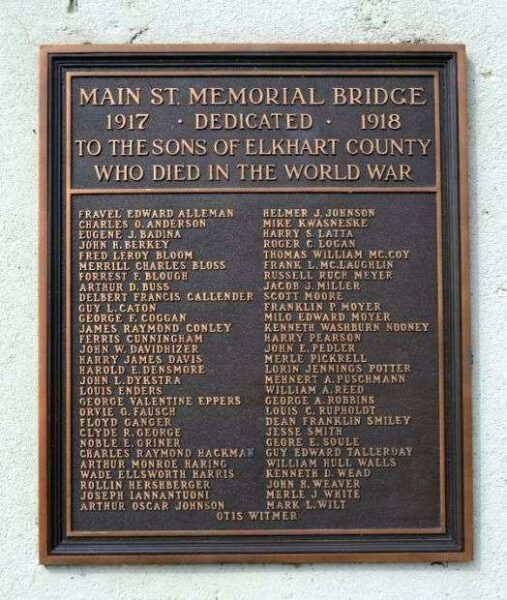 MAIN ST. MEMORIAL BRIDGE
1917 · DEDICATED · 1918
TO THE SONS OF ELKHART COUNTY
WHO DIED IN THE WORLD WAR
FRAVEL EDWARD ALLEMAN
CHARLES O. ANDERSON
EUGENE J. BADINA
JOHN H. BERKEY
FRED LEROY BLOOM
MERRILL CHARLES BLOSS
FORREST F. BLOUGH
ARTHUR D. BUSS
DELBERT FRANCIS CALLENDER
GUY L. CATON
GEORGE F. COGGAN
JAMES RAYMOND CONLEY
FERRIS CUNNINGHAM
JOHN W. DAVIDHIZER
HARRY JAMES DAVIS
HAROLD E. DENSMORE
JOHN L. DYKSTRA
LOUIS ENDERS
GEORGE VALENTINE EPPERS
ORVIE G. FAUSCH
FLOYD GANGER
CLYDE R. GEORGE
NOBLE E. GRINER
CHARLES RAYMOND HACKMAN
ARTHUR MONROE HARING
WADE ELLSWORTH HARRIS
ROLLIN HERSHBERGER
JOSEPH IANNANTUONI
ARTHUR OSCAR JOHNSON
HELMER J. JOHNSON
MIKE KWASNESKE
HARRY S. LATTA
ROGER C. LOGAN
THOMAS WILLIAM MC.COY
FRANK L. MC.LAUGHLIN
RUSSELL RUCH MEYER
JACOB J. MILLER
SCOTT MOORE
FRANKLIN P. MOYER
MILO EDWARD MOYER
KENNETH WASHBURN NODNEY
HARRY PEARSON
JOHN E. PEDLER
MERLE PICKRELL
LORIN JENNINGS POTTER
MEHNERT A. PUSCHMANN
WILLIAM A. REED
GEORGE A. ROBBINS
LOUIS C. RUPHOLDT
DEAN FRANKLIN SMILEY
JESSE SMITH
GEORE E. SOULE
GUY EDWARD TALLERDAY
WILLIAM HULL WALLS
KENNETH D. WEAD
JOHN H. WEAVER
MERLE J. WHITE
MARK L. WILT
OTIS WITMER